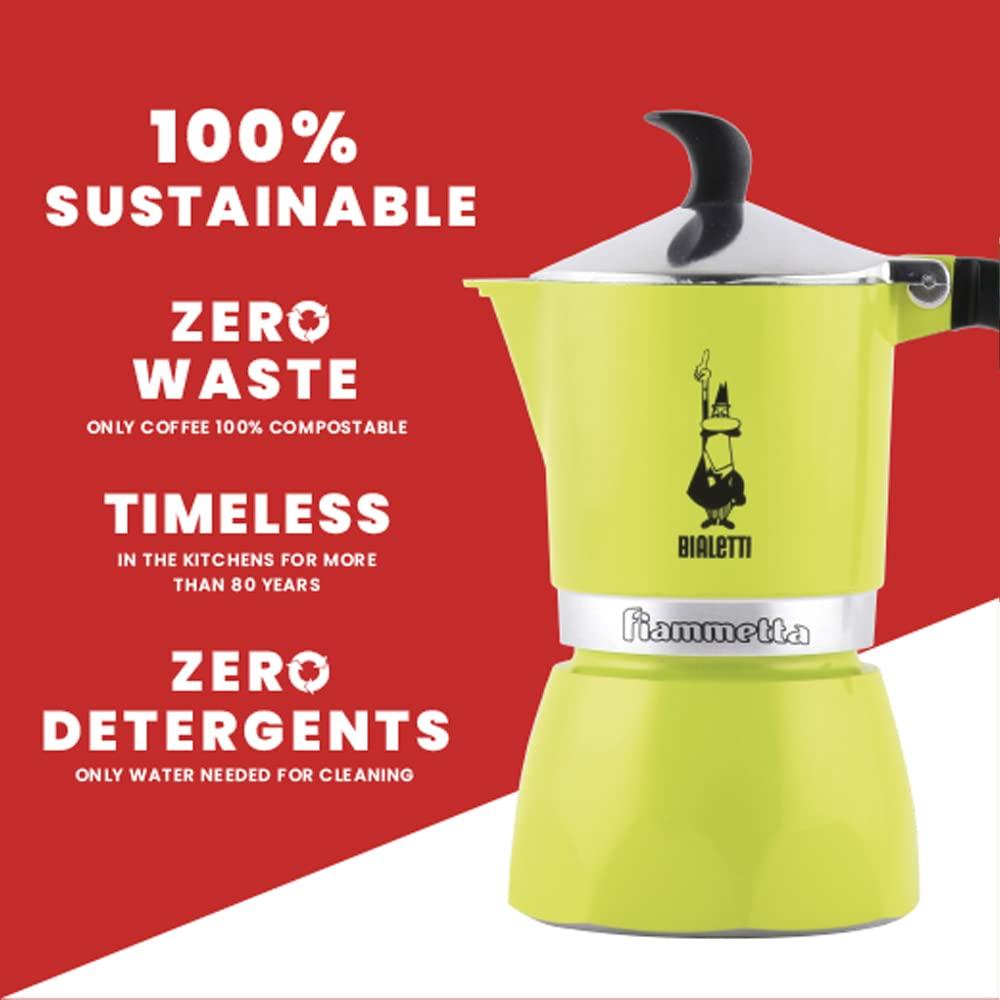 100%
SUSTAINABLE
ZERO
WASTE
ONLY COFFEE 100% COMPOSTABLE
TIMELESS
IN THE KITCHENS FOR MORE
THAN 80 YEARS
ZERO
DETERGENTS
ONLY WATER NEEDED FOR CLEANING
BIALETTI
fiammetta